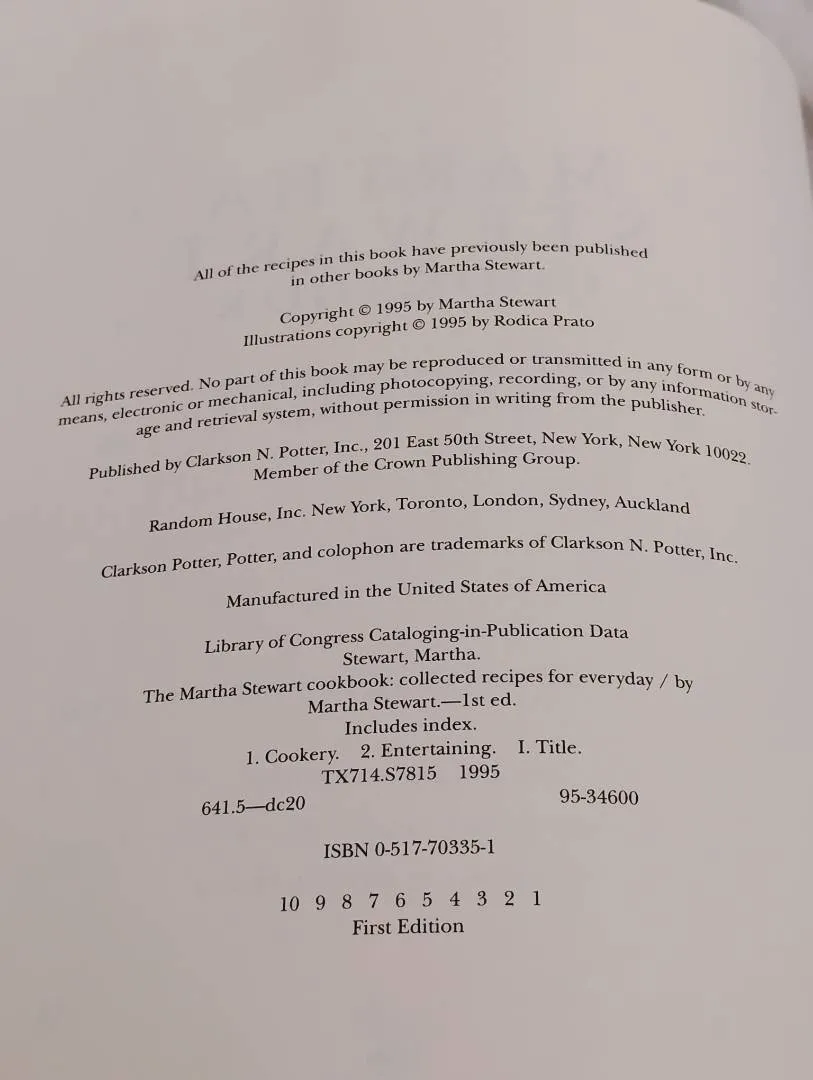 All of the recipes in this book have previously been published
in other books by Martha Stewart.
Copyright © 1995 by Martha Stewart
Illustrations copyright © 1995 by Rodica Prato
All rights reserved. No part of this book may be reproduced or transmitted in any form or by any
means, electronic or mechanical, including photocopying, recording, or by any information stor-
age and retrieval system, without permission in writing from the publisher.
Published by Clarkson N. Potter, Inc., 201 East 50th Street, New York, New York 10022.
Member of the Crown Publishing Group.
Random House, Inc. New York, Toronto, London, Sydney, Auckland
Clarkson Potter, Potter, and colophon are trademarks of Clarkson N. Potter, Inc.
Manufactured in the United States of America
Library of Congress Cataloging-in-Publication Data
Stewart, Martha.
The Martha Stewart cookbook: collected recipes for everyday / by
Martha Stewart.—1st ed.
Includes index.
1. Cookery. 2. Entertaining. I. Title.
TX714.S7815 1995
641.5—dc20 95-34600
ISBN 0-517-70335-1
10 9 8 7 6 5 4 3 2 1
First Edition